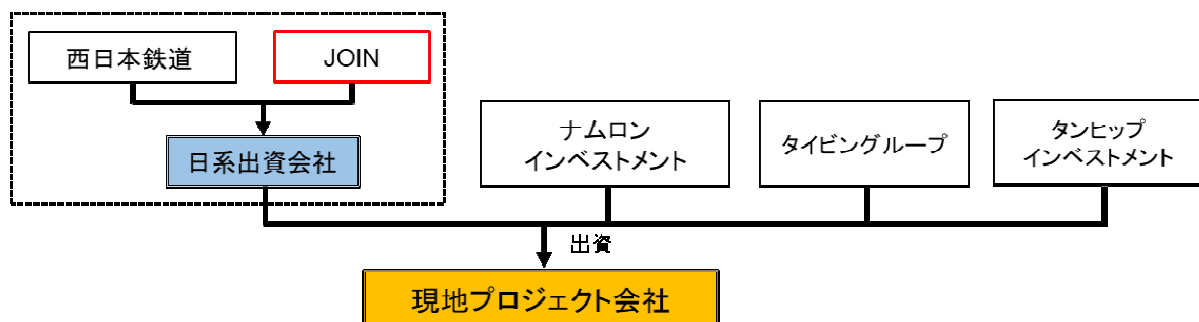 西日本鉄道
JOIN
日系出資会社
ナムロン
インベストメント
タイビングループ
タンヒップ
インベストメント
出資
現地プロジェクト会社